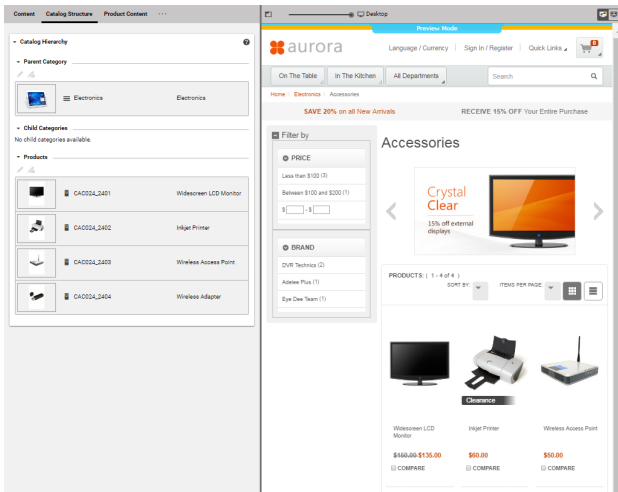 Content Catalog Structure Product Content ...
Catalog Hierarchy
Parent Category
Electronics Electronics
Child Categories
No child categories available.
Products
CAC024_2401 Widescreen LCD Monitor
CAC024_2402 Inkjet Printer
CAC024_2403 Wireless Access Point
CAC024_2404 Wireless Adapter
Desktop
Preview Mode
aurora
Language / Currency Sign In / Register Quick Links 0
On The Table In The Kitchen All Departments Search
Home Electronics Accessories
SAVE 20% on all New Arrivals RECEIVE 15% OFF Your Entire Purchase
Filter by
PRICE
Less than $100 (3)
Between $100 and $200 (1)
$ - $
BRAND
DVR Technics (2)
Adelee Plus (1)
Eye Dee Team (1)
Accessories
Crystal
Clear
15% off external
displays
PRODUCTS: ( 1 - 4 of 4 )
SORT BY: ITEMS PER PAGE:
Clearance
Widescreen LCD
Monitor
Inkjet Printer
Wireless Access Point
$150.00 $135.00 $60.00 $50.00
COMPARE COMPARE COMPARE